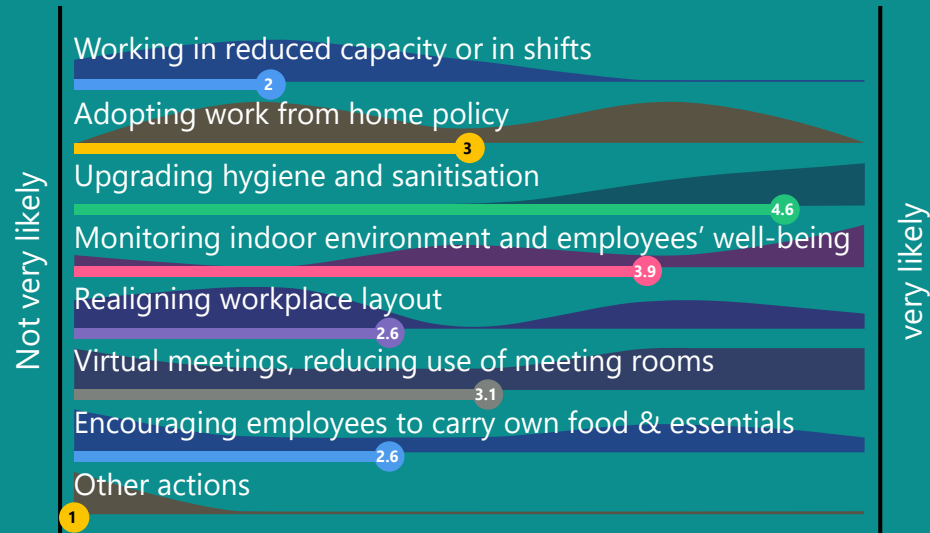 Working in reduced capacity or in shifts
2
Adopting work from home policy
3
Upgrading hygiene and sanitisation
4.6
Monitoring indoor environment and employees’ well-being
3.9
Realigning workplace layout
2.6
Virtual meetings, reducing use of meeting rooms
3.1
Encouraging employees to carry own food & essentials
2.6
Other actions
1
Not very likely
very likely